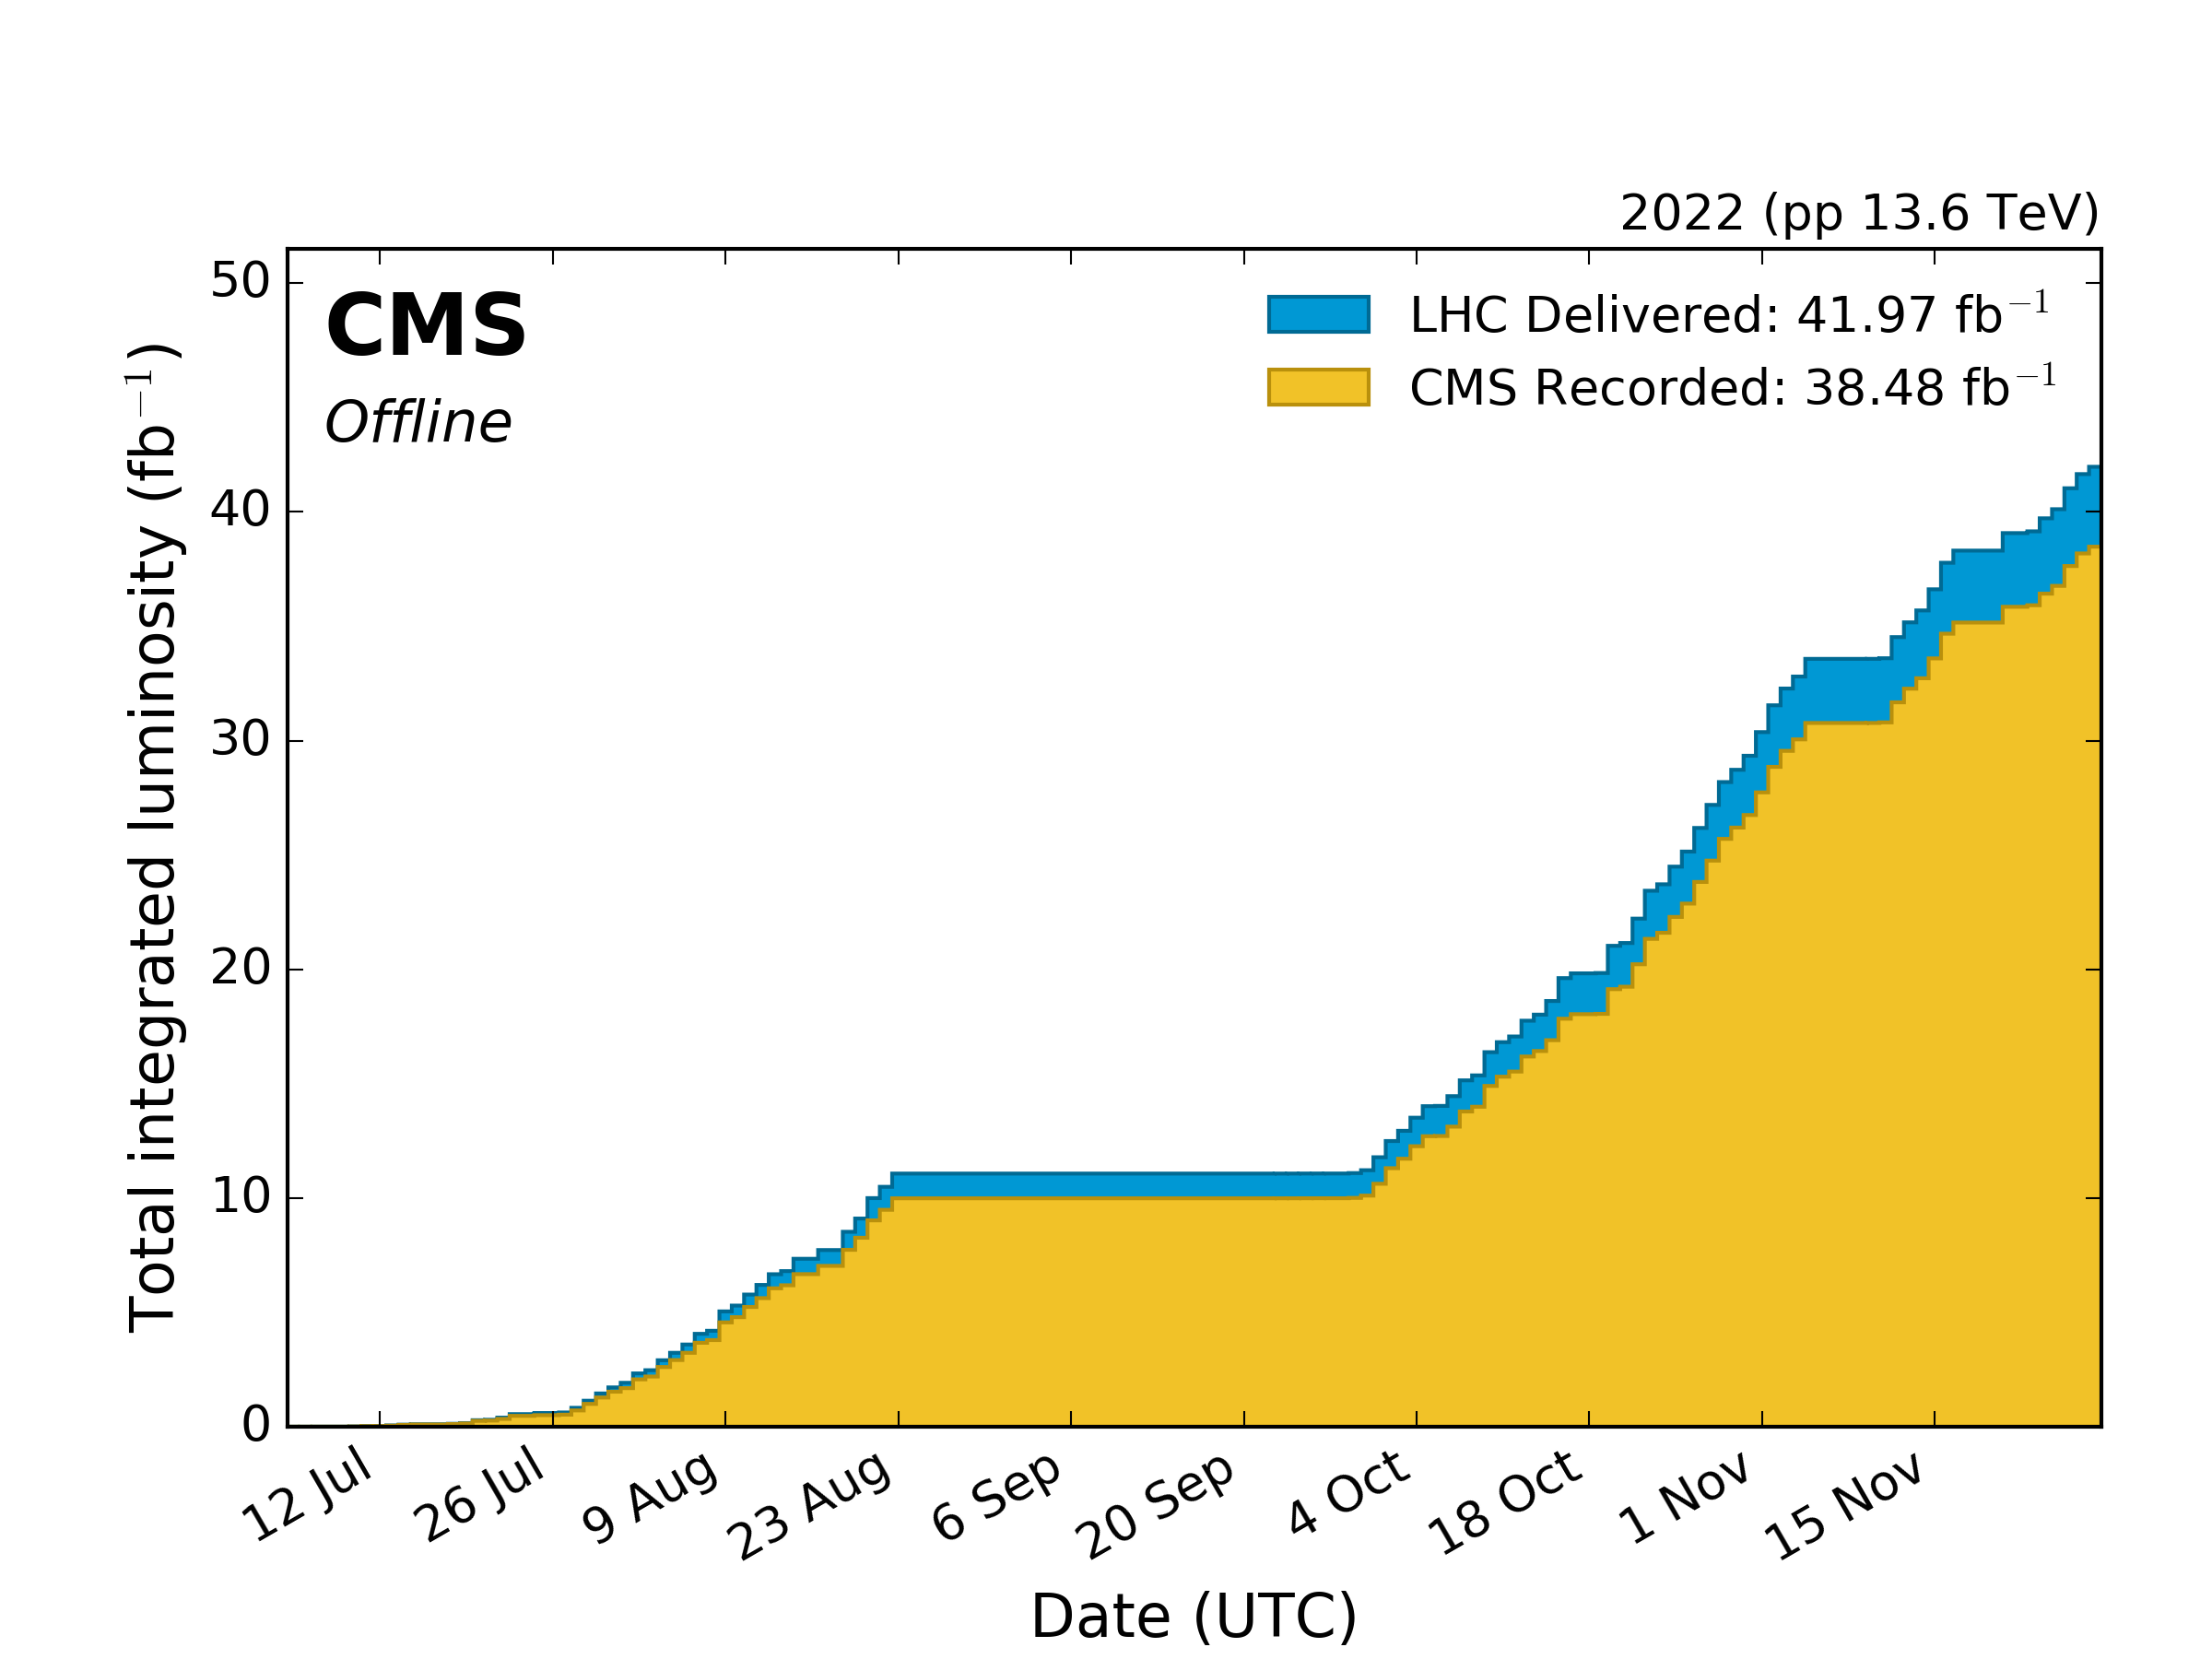 2022 (pp 13.6 TeV)
CMS
Offline
LHC Delivered: 41.97 fb⁻¹
CMS Recorded: 38.48 fb⁻¹
Total integrated luminosity (fb⁻¹)
50
40
30
20
10
0
12 Jul
26 Jul
9 Aug
23 Aug
6 Sep
20 Sep
4 Oct
18 Oct
1 Nov
15 Nov
Date (UTC)